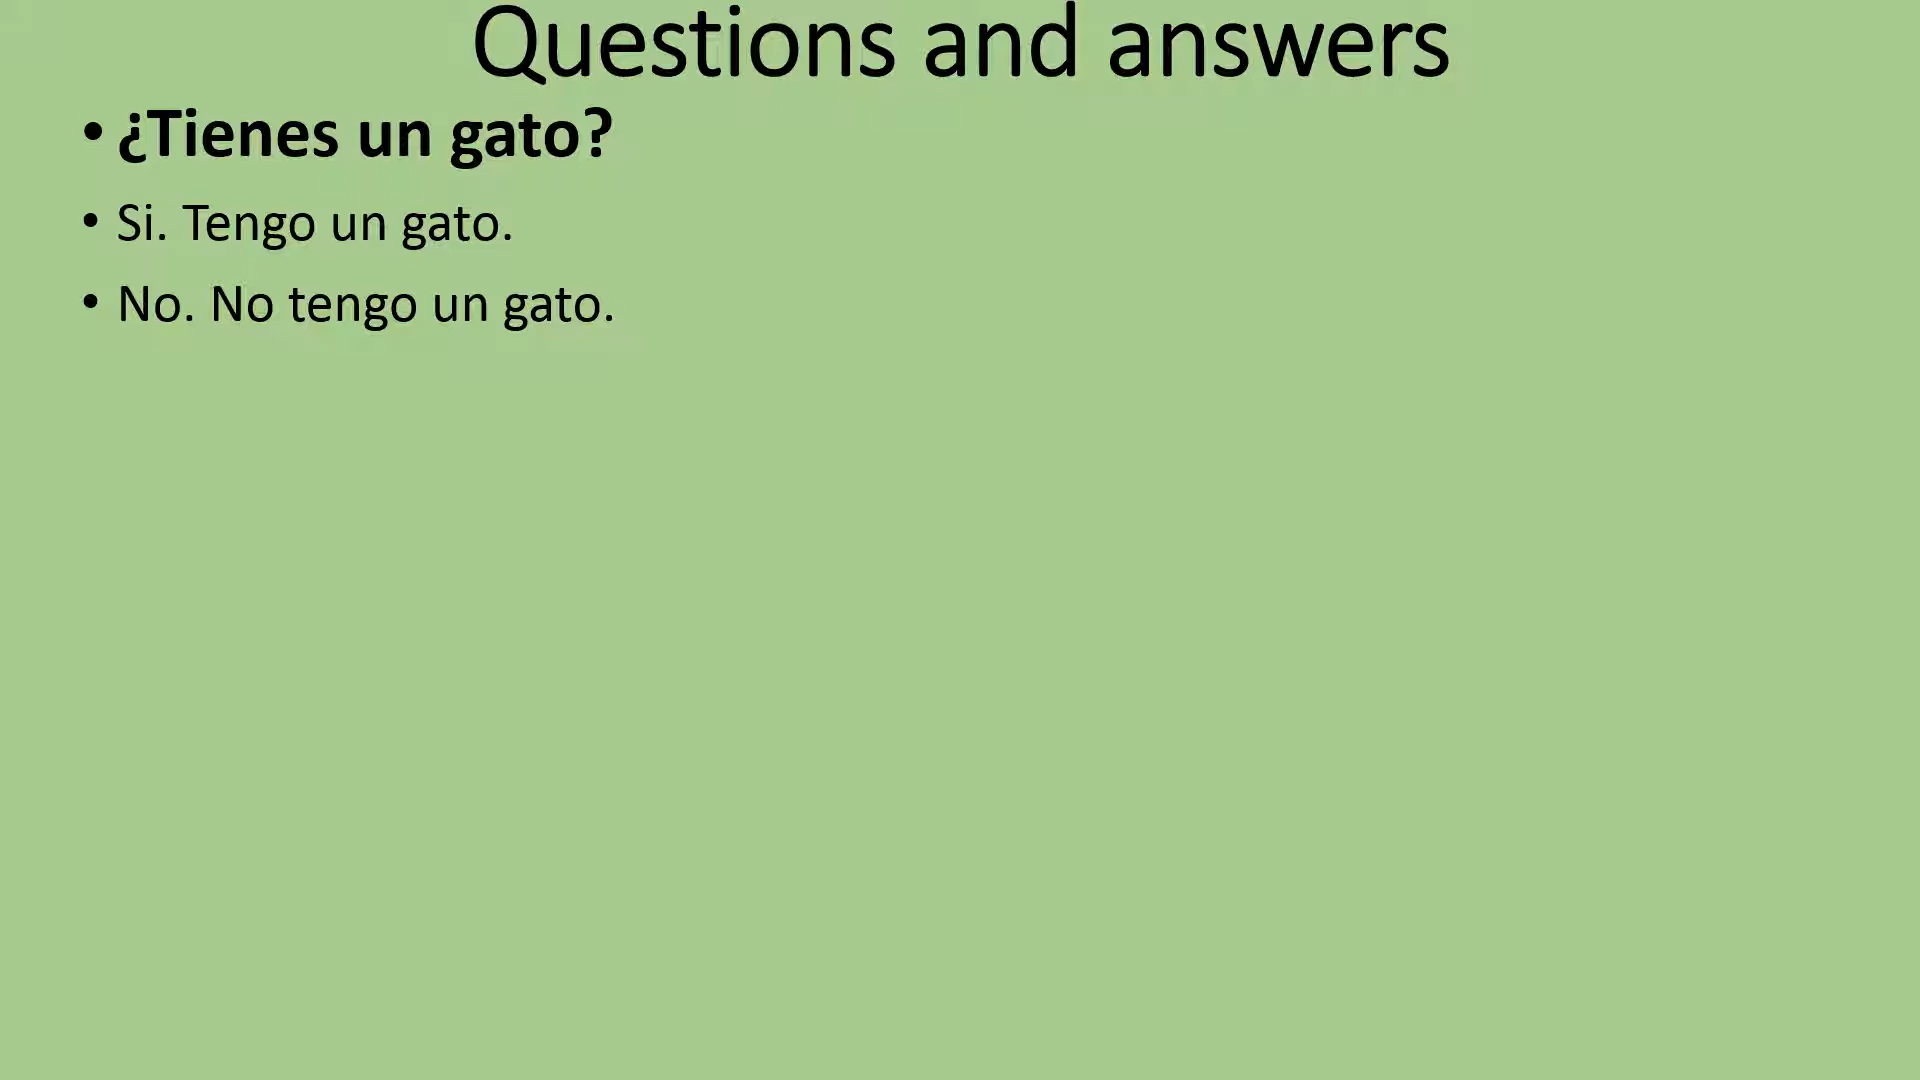 Questions and answers
• ¿Tienes un gato?
• Si. Tengo un gato.
• No. No tengo un gato.